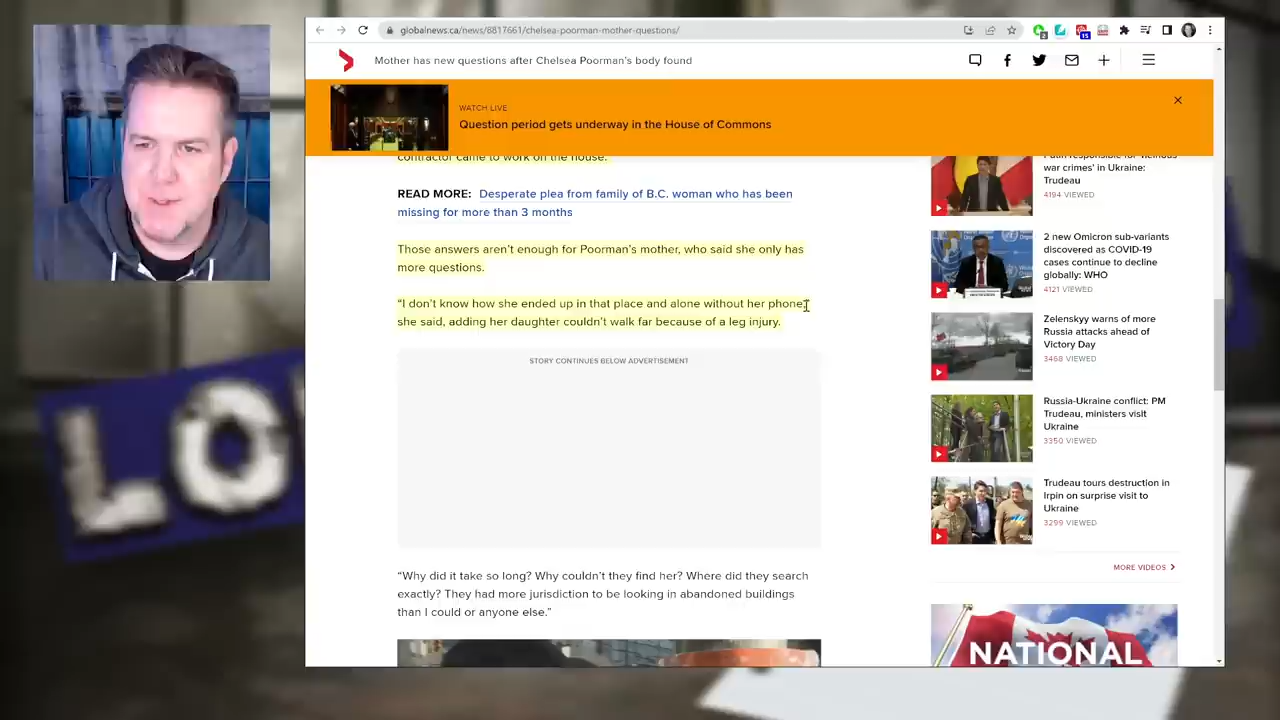 globalnews.ca/news/8817661/chelsea-poorman-mother-questions/
2
15
Mother has new questions after Chelsea Poorman's body found
WATCH LIVE
Question period gets underway in the House of Commons
contractor came to work on the house.
READ MORE: Desperate plea from family of B.C. woman who has been
missing for more than 3 months
Those answers aren't enough for Poorman's mother, who said she only has
more questions.
“I don't know how she ended up in that place and alone without her phone,
she said, adding her daughter couldn't walk far because of a leg injury.
STORY CONTINUES BELOW ADVERTISEMENT
“Why did it take so long? Why couldn't they find her? Where did they search
exactly? They had more jurisdiction to be looking in abandoned buildings
than I could or anyone else.”
Putin responsible for 'heinous
war crimes' in Ukraine:
Trudeau
4194 VIEWED
2 new Omicron sub-variants
discovered as COVID-19
cases continue to decline
globally: WHO
4121 VIEWED
Zelenskyy warns of more
Russia attacks ahead of
Victory Day
3468 VIEWED
Russia-Ukraine conflict: PM
Trudeau, ministers visit
Ukraine
3350 VIEWED
Trudeau tours destruction in
Irpin on surprise visit to
Ukraine
3299 VIEWED
MORE VIDEOS
NATIONAL
LO